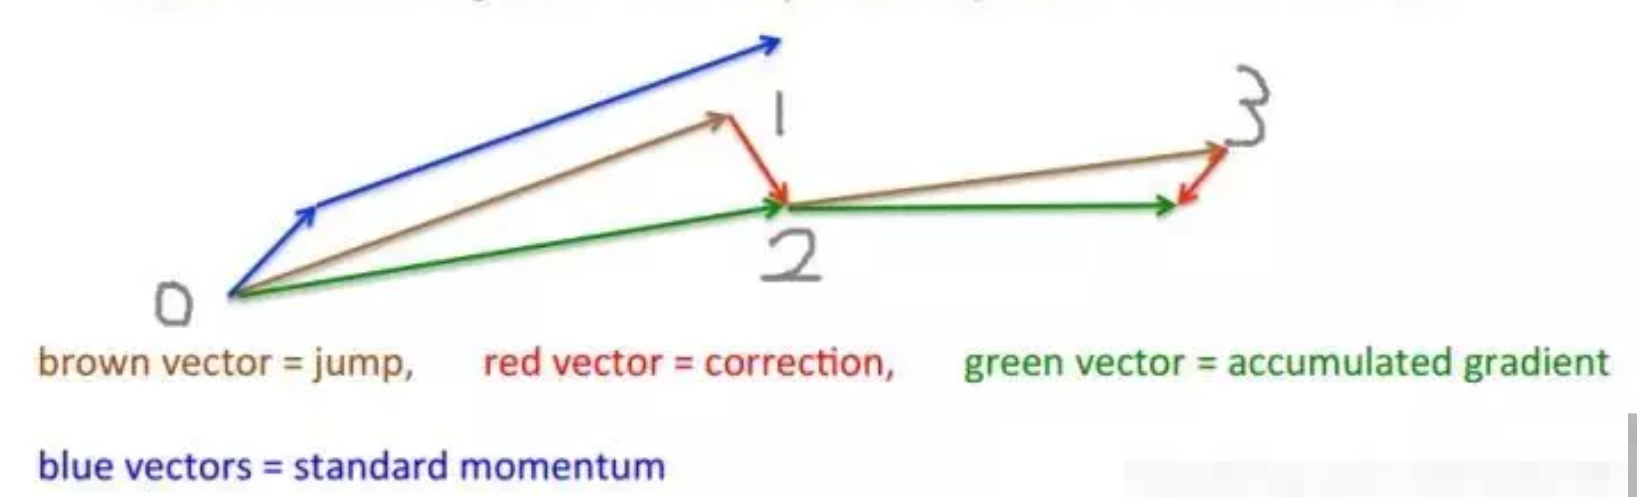 1
3
2
0
brown vector = jump, red vector = correction, green vector = accumulated gradient
blue vectors = standard momentum